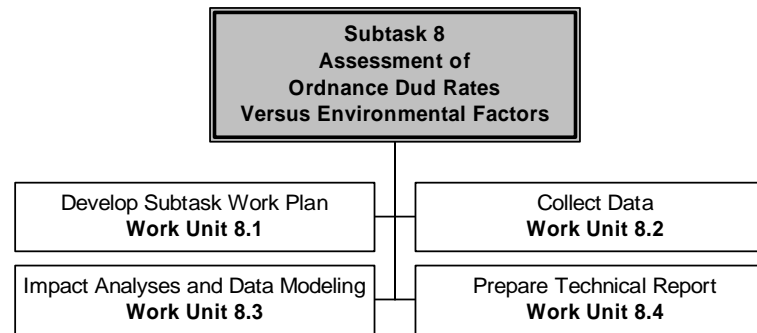 Subtask 8
Assessment of
Ordnance Dud Rates
Versus Environmental Factors
Develop Subtask Work Plan
Work Unit 8.1
Collect Data
Work Unit 8.2
Impact Analyses and Data Modeling
Work Unit 8.3
Prepare Technical Report
Work Unit 8.4